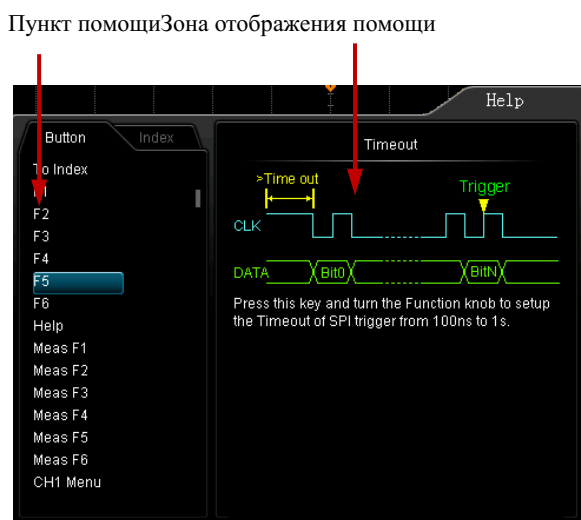 Пункт помощиЗона отображения помощи
Help
Button
Index
To Index
F2
F3
F4
F5
F6
Help
Meas F1
Meas F2
Meas F3
Meas F4
Meas F5
Meas F6
CH1 Menu
Timeout
>Time out
Trigger
CLK
DATA
Bit0
BitN
Press this key and turn the Function knob to setup
the Timeout of SPI trigger from 100ns to 1s.